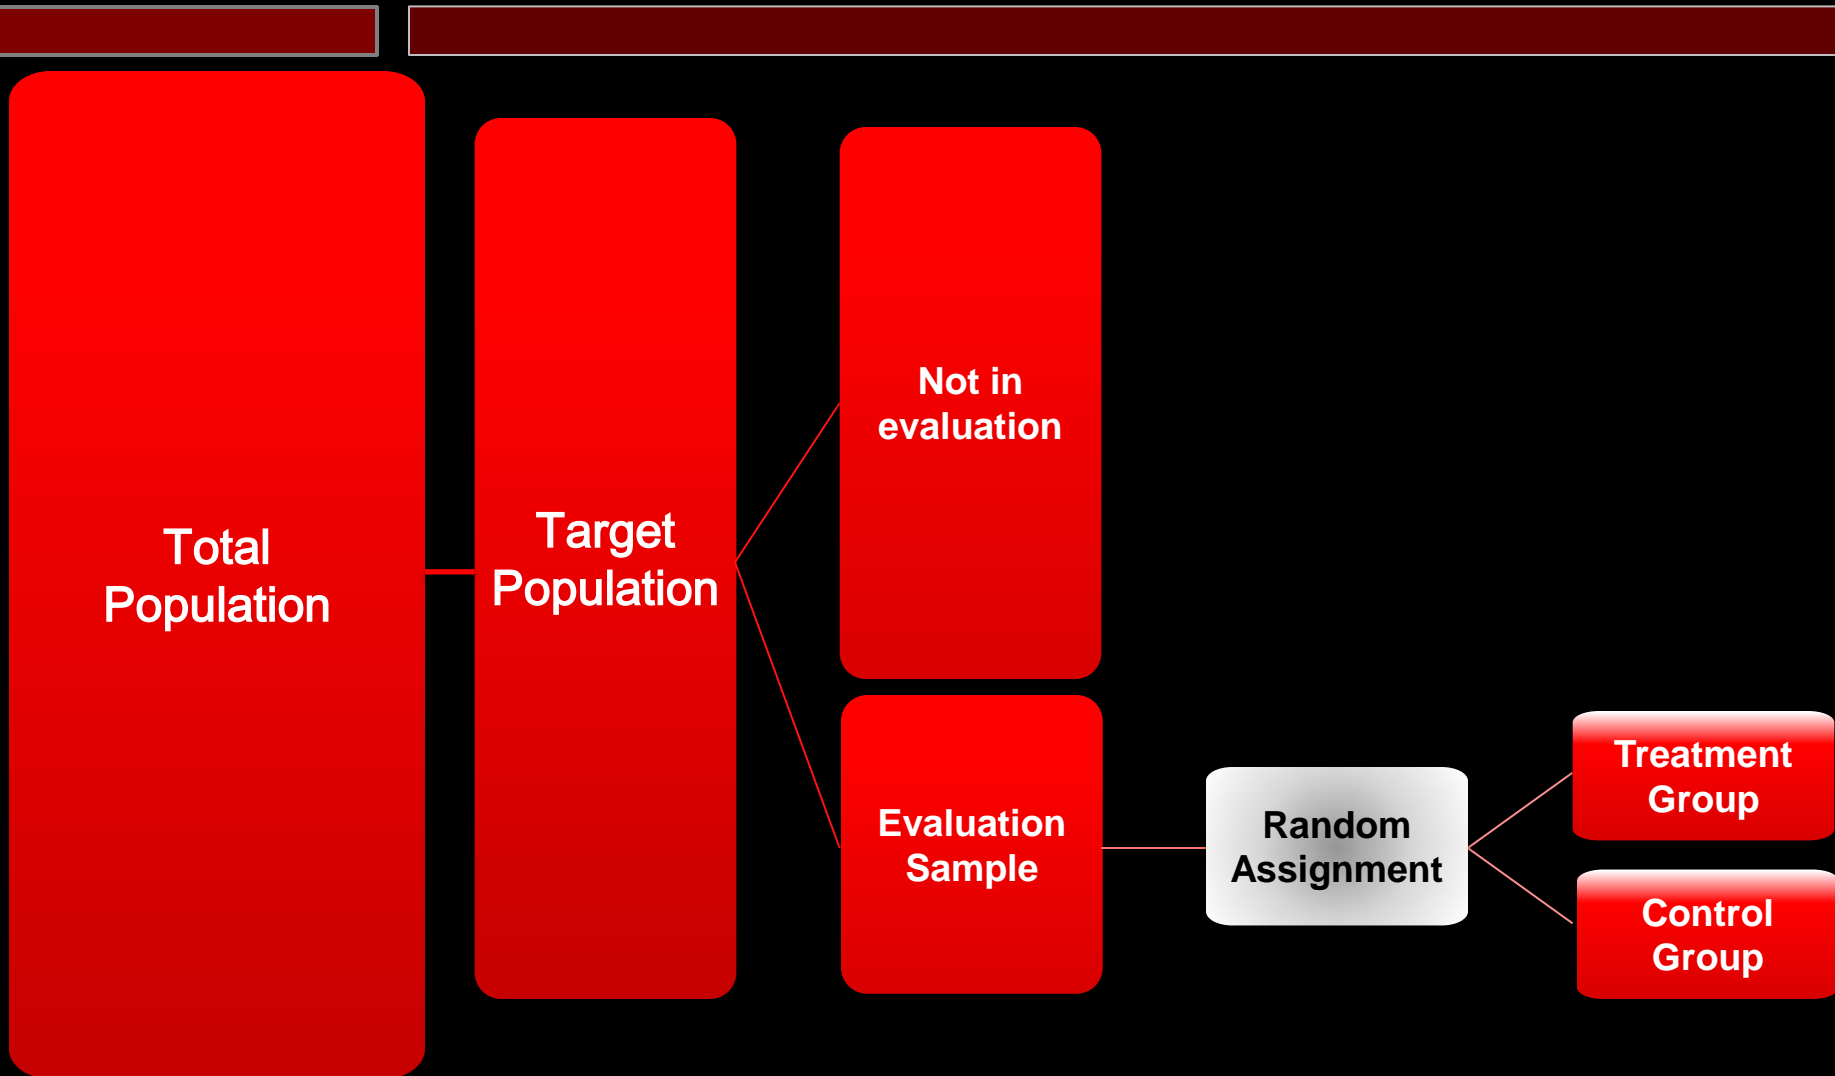 Total
Population
Target
Population
Not in
evaluation
Evaluation
Sample
Random
Assignment
Treatment
Group
Control
Group